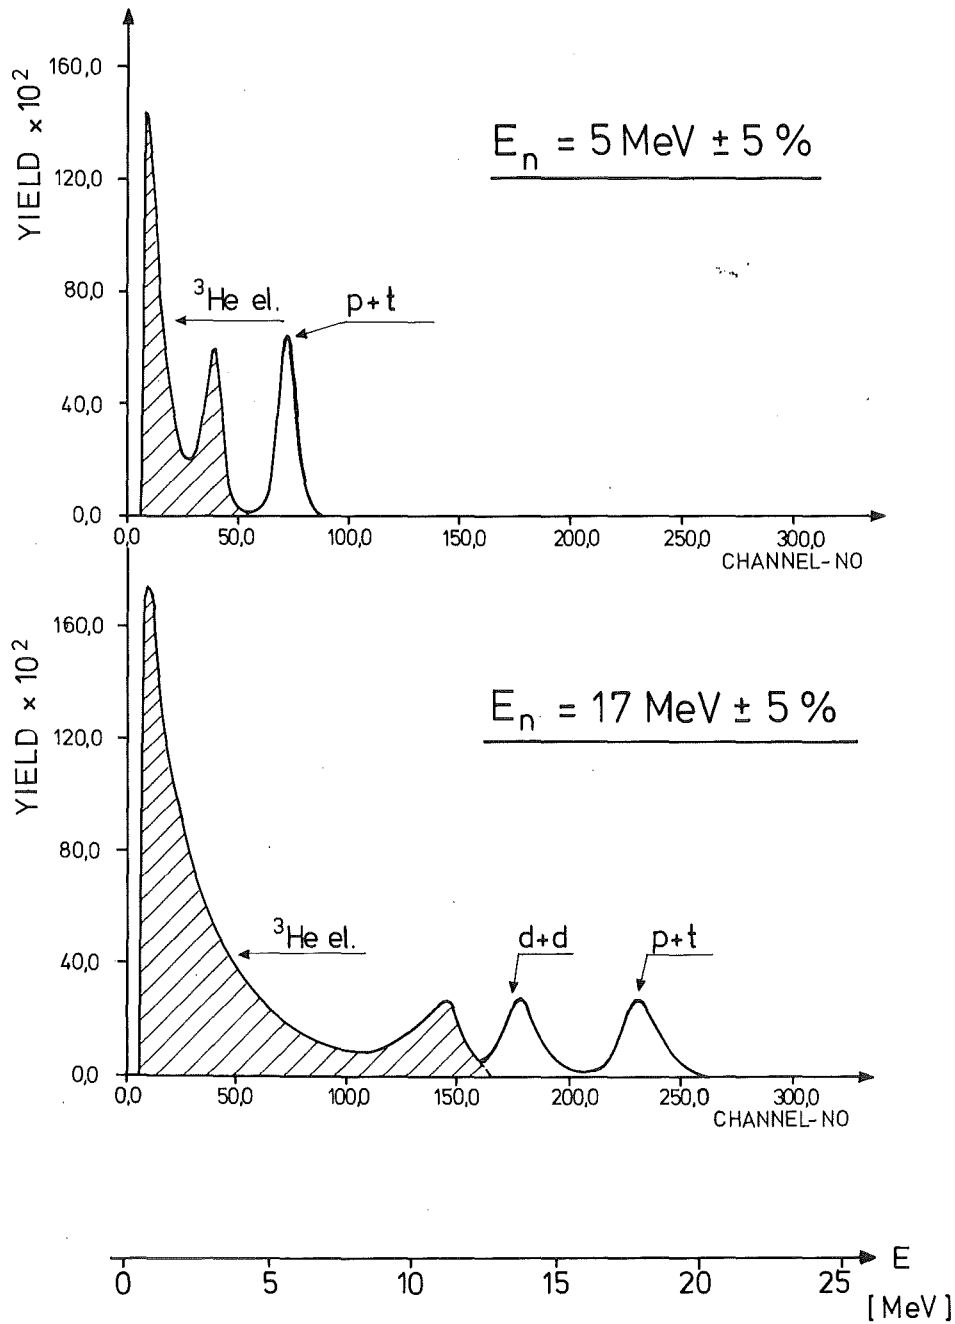 YIELD × 10²
160,0
120,0
80,0
40,0
0,0
Eₙ = 5 MeV ± 5 %
³He el.
p+t
0,0 50,0 100,0 150,0 200,0 250,0 300,0
CHANNEL-NO
YIELD × 10²
160,0
120,0
80,0
40,0
0,0
Eₙ = 17 MeV ± 5 %
³He el.
d+d
p+t
0,0 50,0 100,0 150,0 200,0 250,0 300,0
CHANNEL-NO
0 5 10 15 20 25
E
[MeV]